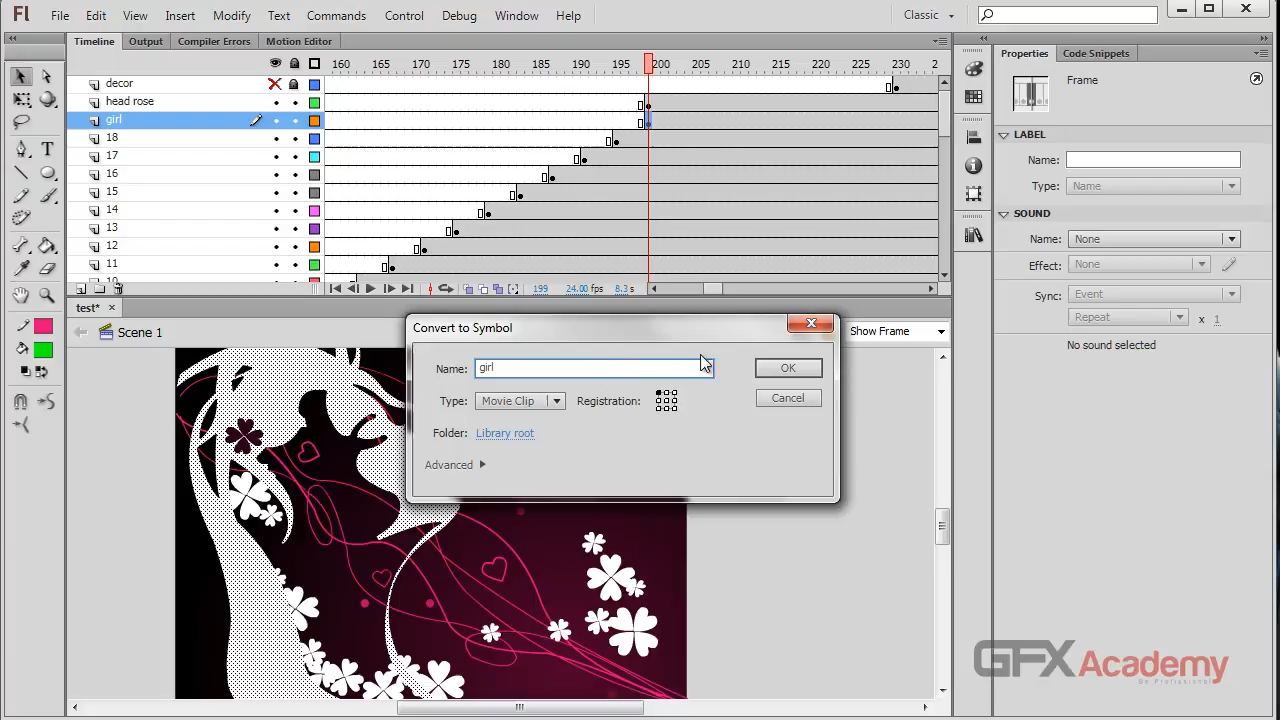 Fl File Edit View Insert Modify Text Commands Control Debug Window Help Classic
Timeline Output Compiler Errors Motion Editor
160 165 170 175 180 185 190 195 200 205 210 215 220 225 230 2
decor
head rose
girl
18
17
16
15
14
13
12
11
10
199 24.00 fps 8.3 s
test*
Scene 1
Show Frame
Convert to Symbol
Name: girl
OK
Type: Movie Clip Registration:
Cancel
Folder: Library root
Advanced
Properties Code Snippets
Frame
LABEL
Name:
Type: Name
SOUND
Name: None
Effect: None
Sync: Event
Repeat x 1
No sound selected
GFX Academy
Be Professional